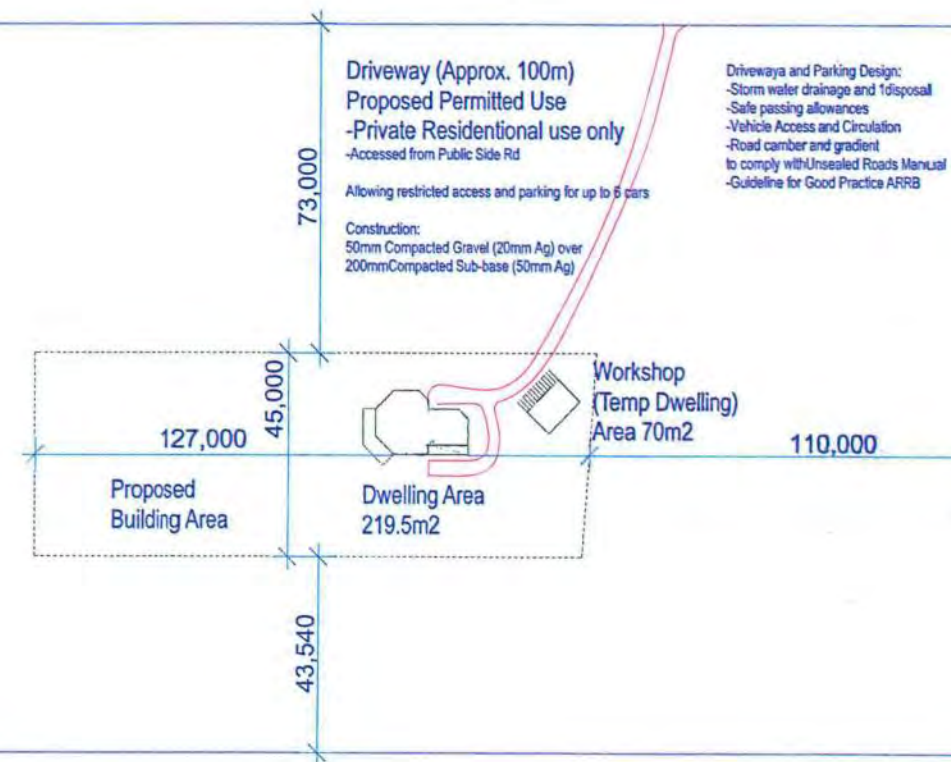 Driveway (Approx. 100m)
Proposed Permitted Use
-Private Residentional use only
-Accessed from Public Side Rd
Allowing restricted access and parking for up to 6 cars
Construction:
50mm Compacted Gravel (20mm Ag) over
200mmCompacted Sub-base (50mm Ag)
Drivewaya and Parking Design:
-Storm water drainage and 1disposall
-Safe passing allowances
-Vehicle Access and Circulation
-Road camber and gradient
to comply withUnsealed Roads Manual
-Guideline for Good Practice ARRB
73,000
45,000
127,000
Workshop
(Temp Dwelling)
Area 70m2
110,000
Proposed
Building Area
Dwelling Area
219.5m2
43,540